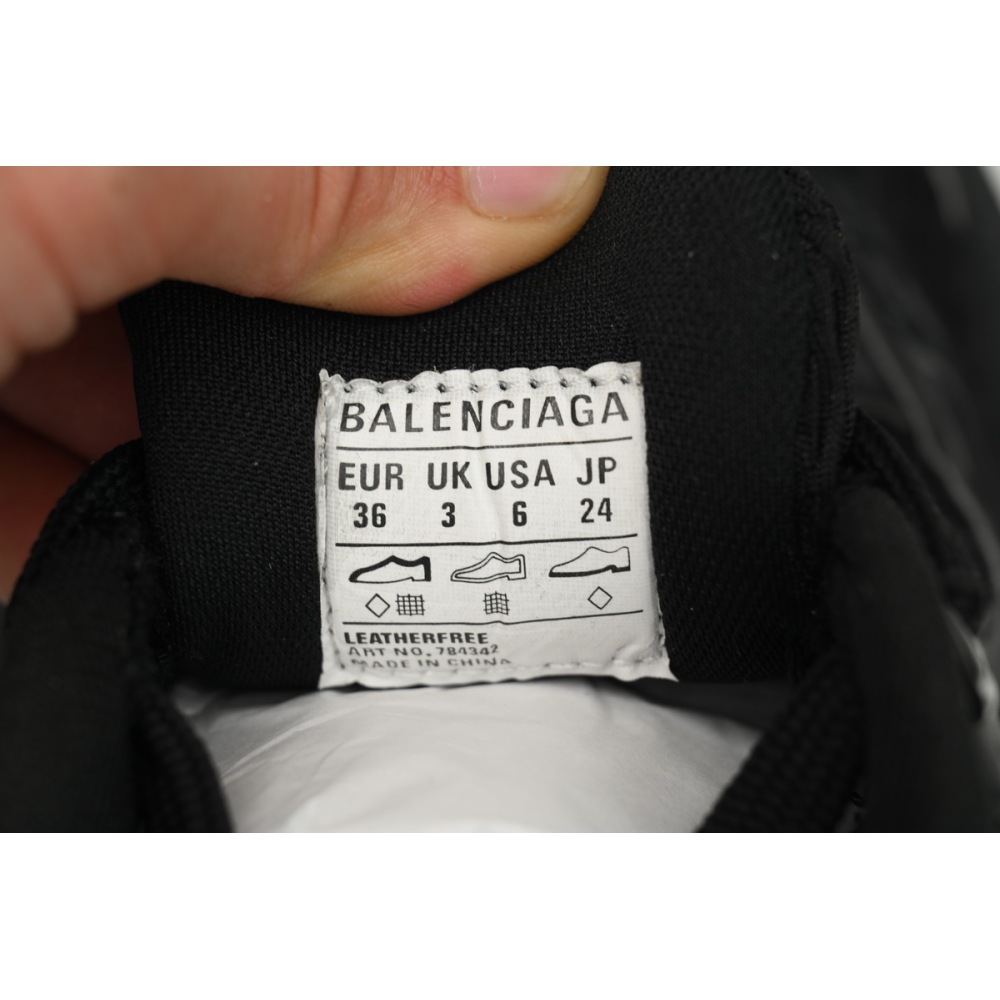 BALENCIAGA
EUR UK USA JP
36 3 6 24
LEATHERFREE
ART NO. 784342
MADE IN CHINA